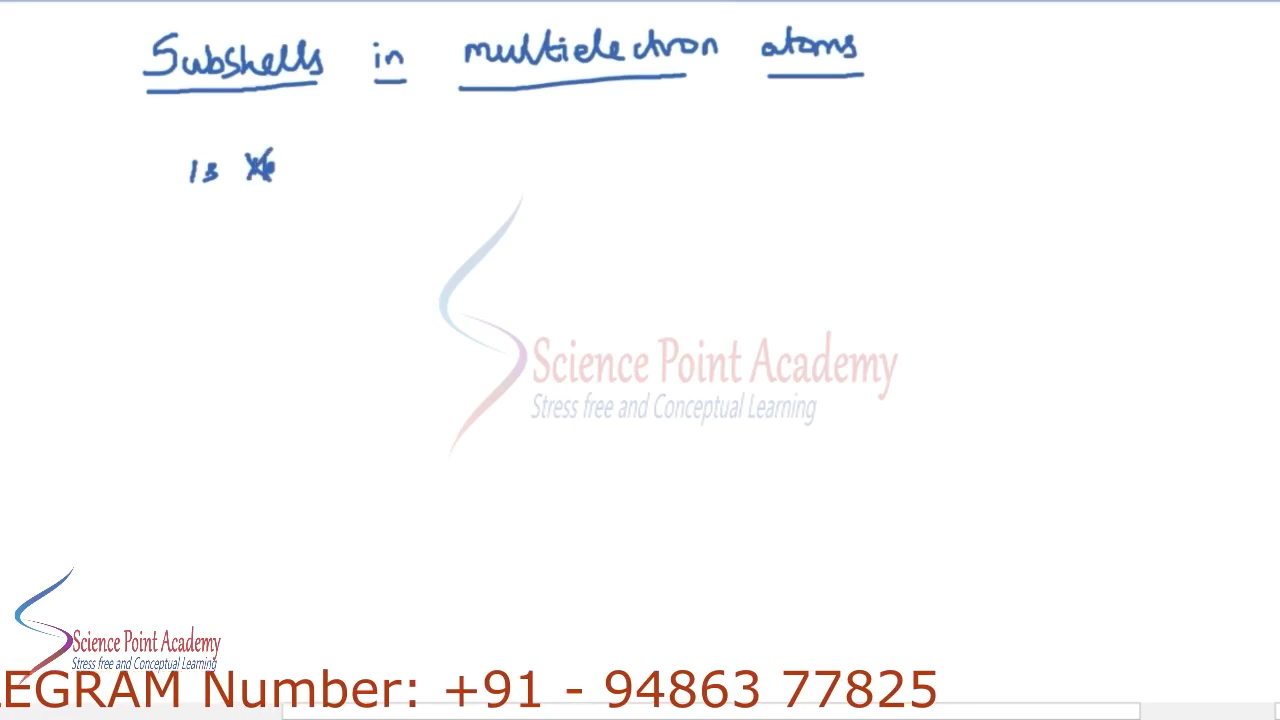 Subshells in multielectron atoms
1s
Science Point Academy
Stress free and Conceptual Learning
Science Point Academy
Stress free and Conceptual Learning
EGRAM Number: +91 - 94863 77825